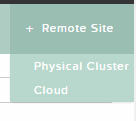 + Remote Site
Physical Cluster
Cloud